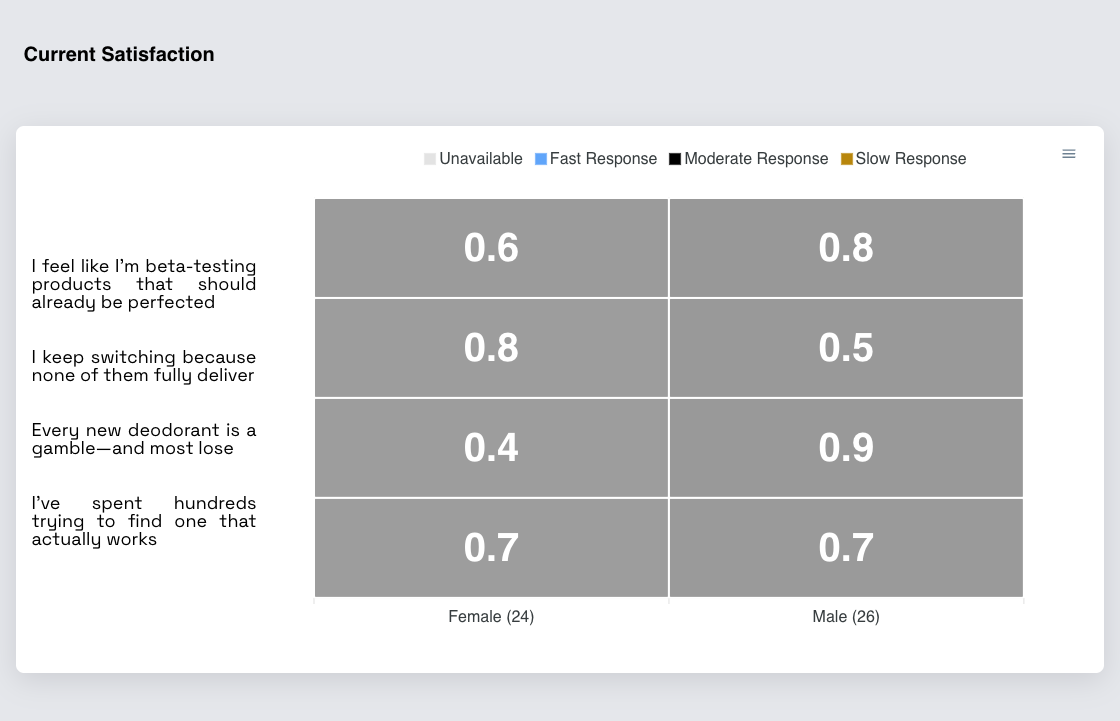 Current Satisfaction
Unavailable Fast Response Moderate Response Slow Response
I feel like I'm beta-testing
products that should
already be perfected
I keep switching because
none of them fully deliver
Every new deodorant is a
gamble—and most lose
I've spent hundreds
trying to find one that
actually works
0.6 0.8
0.8 0.5
0.4 0.9
0.7 0.7
Female (24) Male (26)